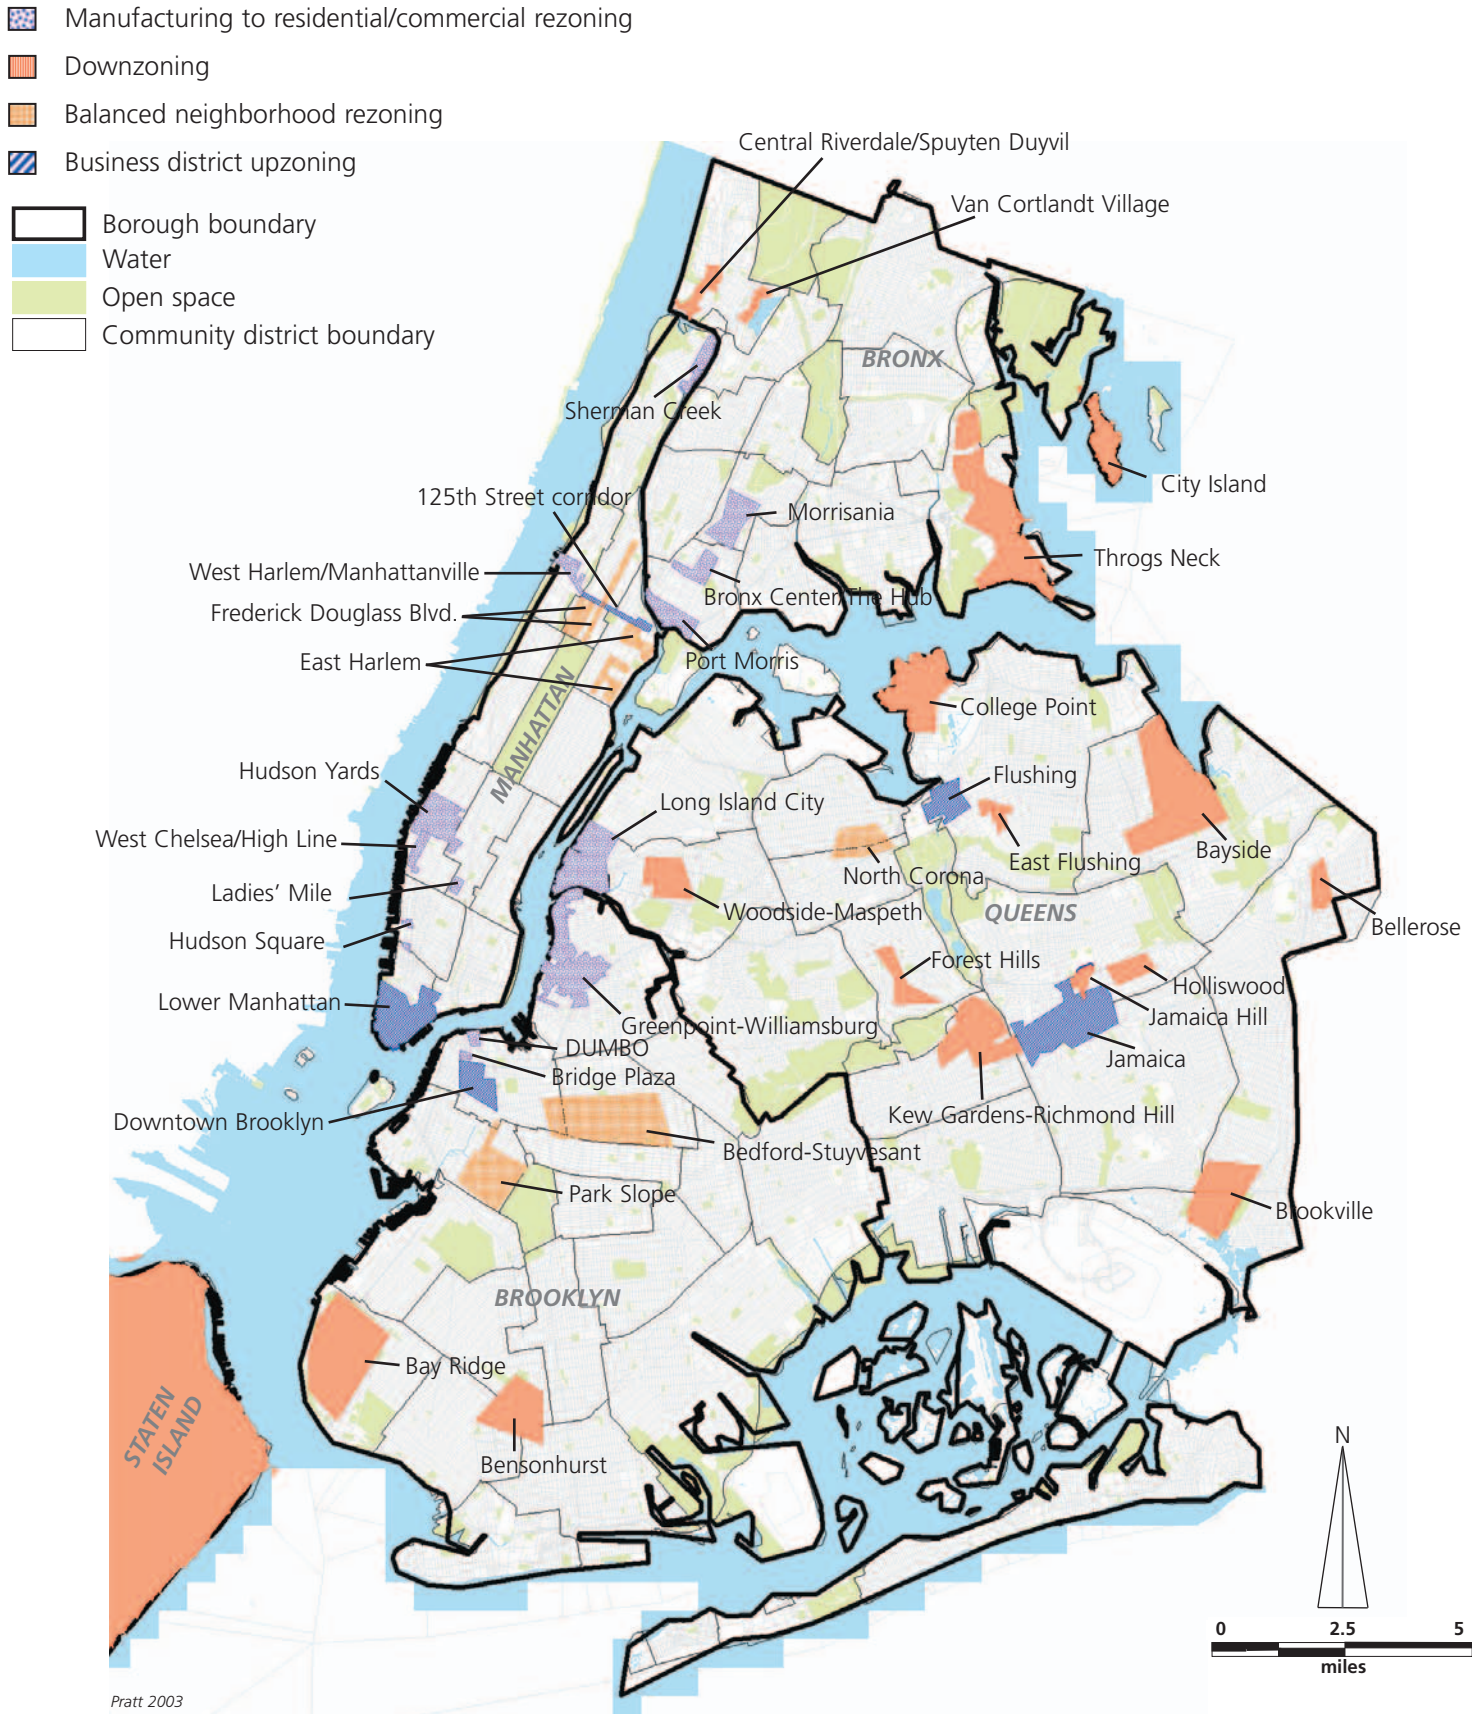 Manufacturing to residential/commercial rezoning
Downzoning
Balanced neighborhood rezoning
Business district upzoning
Borough boundary
Water
Open space
Community district boundary
Central Riverdale/Spuyten Duyvil
Van Cortlandt Village
BRONX
Sherman Creek
City Island
125th Street corridor
Morrisania
Throgs Neck
West Harlem/Manhattanville
Bronx Center/The Hub
Frederick Douglass Blvd.
East Harlem
Port Morris
MANHATTAN
College Point
Hudson Yards
Flushing
Long Island City
West Chelsea/High Line
Bayside
East Flushing
North Corona
Ladies’ Mile
Woodside-Maspeth
QUEENS
Bellerose
Hudson Square
Forest Hills
Holliswood
Lower Manhattan
Jamaica Hill
Greenpoint-Williamsburg
DUMBO
Jamaica
Bridge Plaza
Downtown Brooklyn
Kew Gardens-Richmond Hill
Bedford-Stuyvesant
Park Slope
Brookville
BROOKLYN
Bay Ridge
STATEN
ISLAND
Bensonhurst
N
0 2.5 5
miles
Pratt 2003